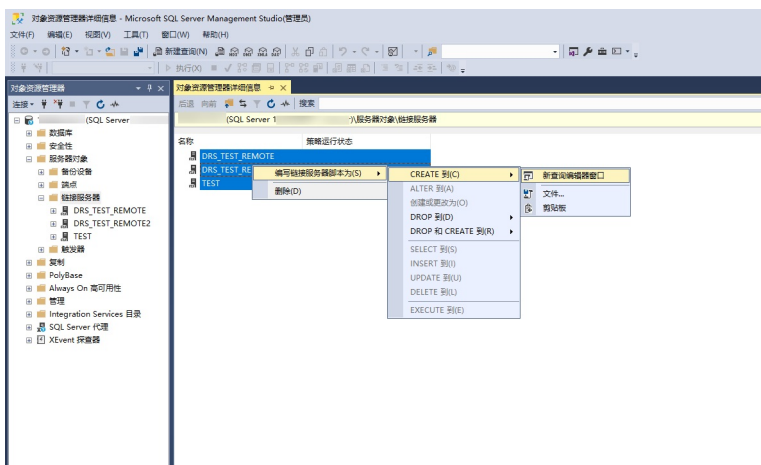 对象资源管理器详细信息 - Microsoft SQL Server Management Studio(管理员)
文件(F) 编辑(E) 视图(V) 工具(T) 窗口(W) 帮助(H)
新建查询(N)
执行(X)
对象资源管理器
对象资源管理器详细信息
连接
后退 向前 搜索
(SQL Server
(SQL Server 1 )\服务器对象\链接服务器
数据库
安全性
服务器对象
备份设备
端点
链接服务器
DRS_TEST_REMOTE
DRS_TEST_REMOTE2
TEST
触发器
复制
PolyBase
Always On 高可用性
管理
Integration Services 目录
SQL Server 代理
XEvent 探查器
名称 策略运行状态
DRS_TEST_REMOTE
DRS_TEST_RE
TEST
编写链接服务器脚本为(S)
删除(D)
CREATE 到(C)
ALTER 到(A)
创建或更改为(O)
DROP 到(D)
DROP 和 CREATE 到(R)
SELECT 到(S)
INSERT 到(I)
UPDATE 到(U)
DELETE 到(L)
EXECUTE 到(E)
新查询编辑器窗口
文件...
剪贴板